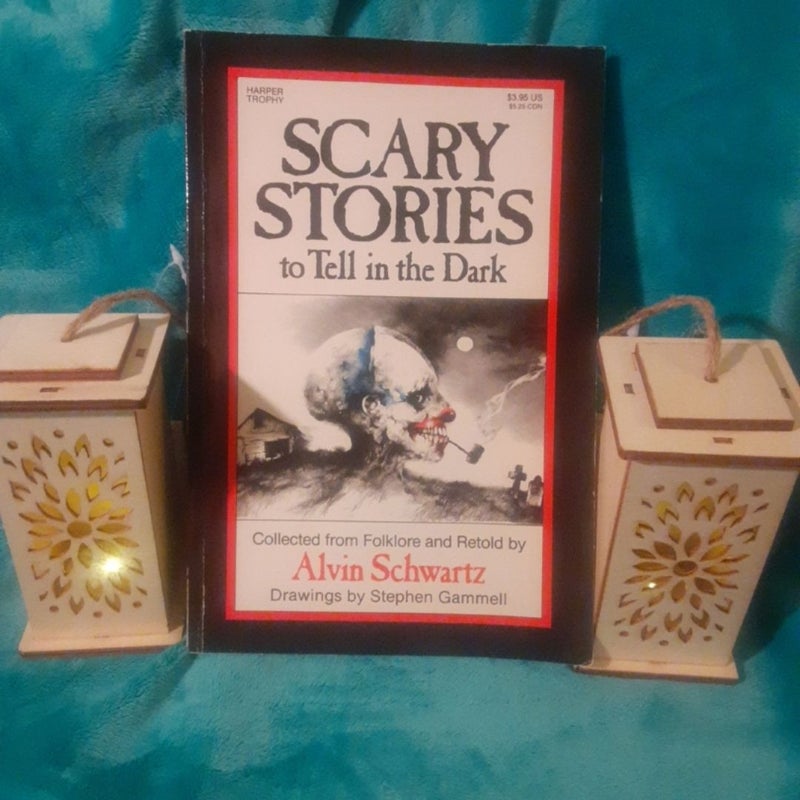 HARPER
TROPHY
$3.95 US
$5.25 CDN
SCARY
STORIES
to Tell in the Dark
Collected from Folklore and Retold by
Alvin Schwartz
Drawings by Stephen Gammell